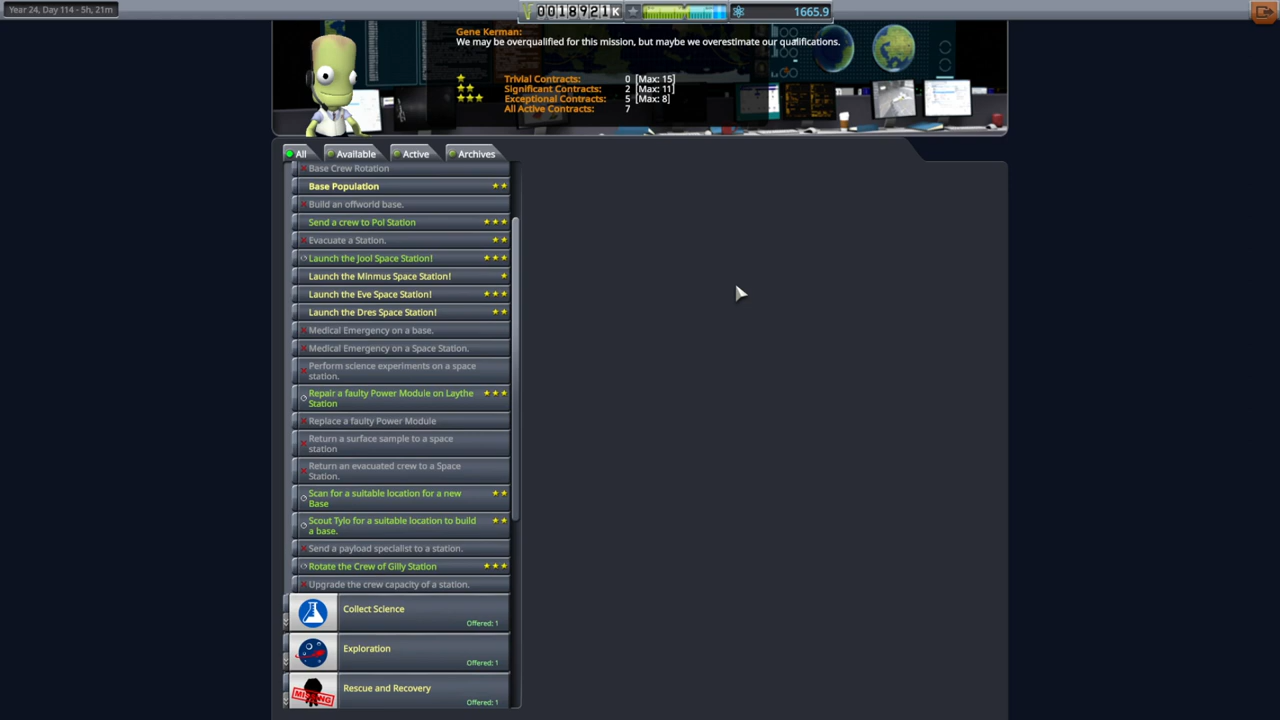 Year 24, Day 114 - 5h, 21m
0018921K
1665.9
Gene Kerman:
We may be overqualified for this mission, but maybe we overestimate our qualifications.
Trivial Contracts: 0 [Max: 15]
Significant Contracts: 2 [Max: 11]
Exceptional Contracts: 5 [Max: 8]
All Active Contracts: 7
All Available Active Archives
Base Crew Rotation
Base Population
Build an offworld base.
Send a crew to Pol Station
Evacuate a Station.
Launch the Jool Space Station!
Launch the Minmus Space Station!
Launch the Eve Space Station!
Launch the Dres Space Station!
Medical Emergency on a base.
Medical Emergency on a Space Station.
Perform science experiments on a space
station.
Repair a faulty Power Module on Laythe
Station
Replace a faulty Power Module
Return a surface sample to a space
station
Return an evacuated crew to a Space
Station.
Scan for a suitable location for a new
Base
Scout Tylo for a suitable location to build
a base.
Send a payload specialist to a station.
Rotate the Crew of Gilly Station
Upgrade the crew capacity of a station.
Collect Science
Offered: 1
Exploration
Offered: 1
MISSING
Rescue and Recovery
Offered: 1